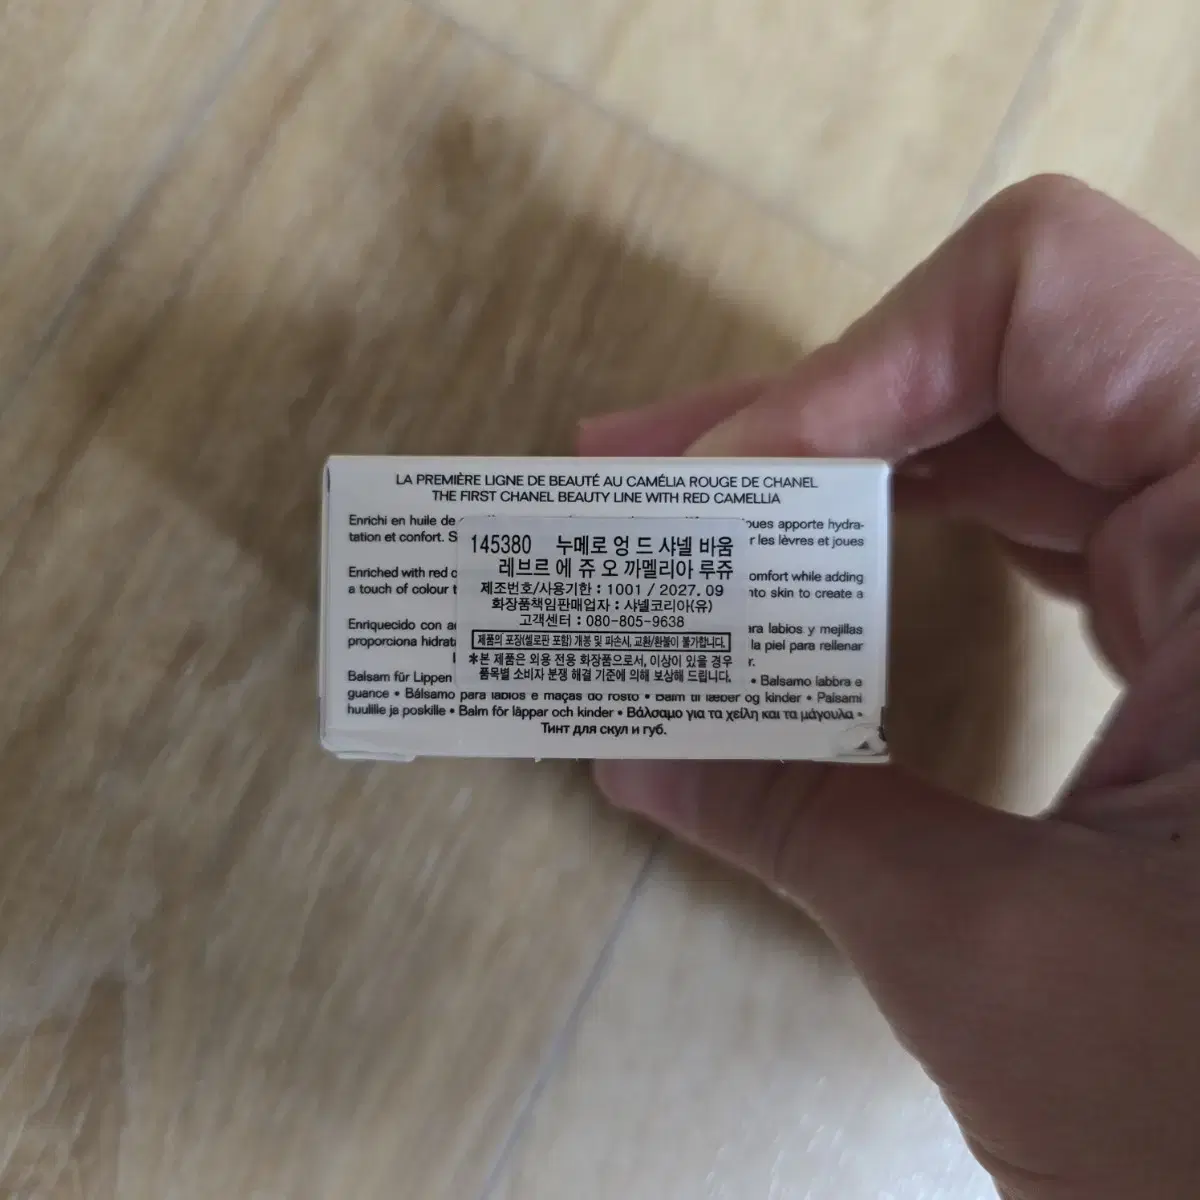 LA PREMIÈRE LIGNE DE BEAUTÉ AU CAMÉLIA ROUGE DE CHANEL
THE FIRST CHANEL BEAUTY LINE WITH RED CAMELLIA
Enrichi en huile de
joues apporte hydra-
tation et confort. S
r les lèvres et joues
Enriched with red c
omfort while adding
a touch of colour t
nto skin to create a
Enriquecido con ac
ara labios y mejillas
proporciona hidrat
la piel para rellenar
r.
Balsam für Lippen
• Balsamo labbra e
guance • Bálsamo para labios e maçãs do rosto • Balm til læber og kinder • Palsami
huulille ja poskille • Balm för läppar och kinder • Βάλσαμο για τα χείλη και τα μάγουλα •
Тинт для скул и губ.
145380 누메로 엉 드 샤넬 바움
레브르 에 쥬 오 까멜리아 루쥬
제조번호/사용기한 : 1001 / 2027. 09
화장품책임판매업자 : 샤넬코리아(유)
고객센터 : 080-805-9638
제품의 포장(셀로판 포함) 개봉 및 파손시, 교환/환불이 불가합니다.
*본 제품은 외용 전용 화장품으로서, 이상이 있을 경우
품목별 소비자 분쟁 해결 기준에 의해 보상해 드립니다.